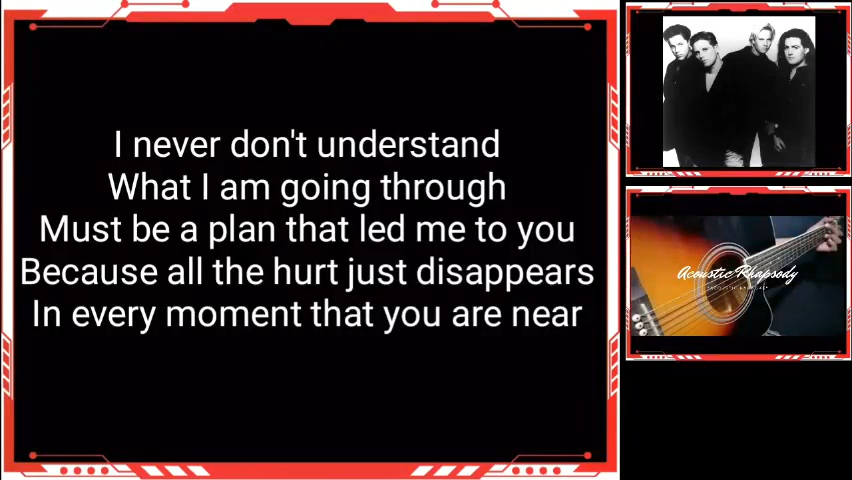 I never don't understand
What I am going through
Must be a plan that led me to you
Because all the hurt just disappears
In every moment that you are near
Acoustic Rhapsody